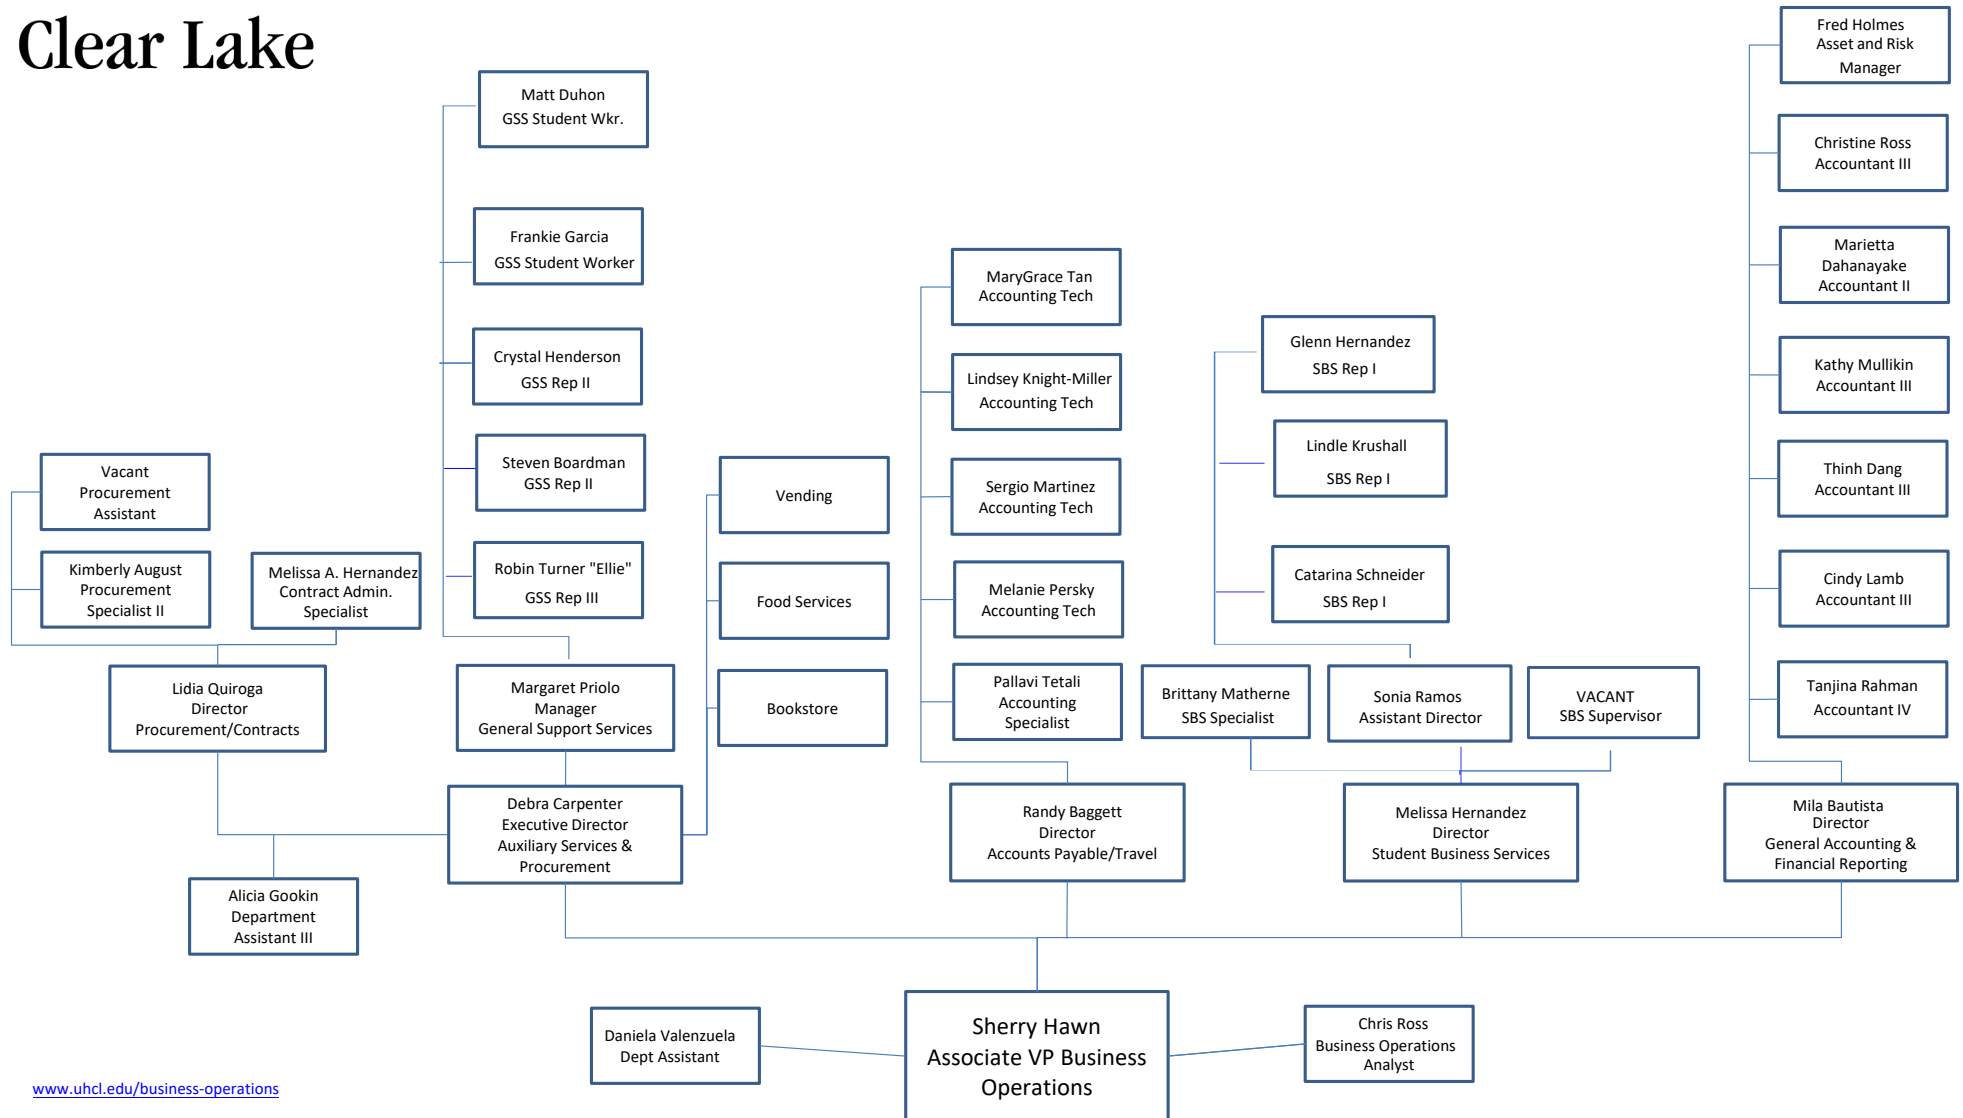 Clear Lake
Fred Holmes
Asset and Risk
Manager
Matt Duhon
GSS Student Wkr.
Christine Ross
Accountant III
Frankie Garcia
GSS Student Worker
Marietta
Dahanayake
Accountant II
MaryGrace Tan
Accounting Tech
Glenn Hernandez
SBS Rep I
Crystal Henderson
GSS Rep II
Lindsey Knight-Miller
Accounting Tech
Kathy Mullikin
Accountant III
Lindle Krushall
SBS Rep I
Steven Boardman
GSS Rep II
Vacant
Procurement
Assistant
Vending
Sergio Martinez
Accounting Tech
Thinh Dang
Accountant III
Kimberly August
Procurement
Specialist II
Melissa A. Hernandez
Contract Admin.
Specialist
Robin Turner "Ellie"
GSS Rep III
Food Services
Melanie Persky
Accounting Tech
Catarina Schneider
SBS Rep I
Cindy Lamb
Accountant III
Lidia Quiroga
Director
Procurement/Contracts
Margaret Priolo
Manager
General Support Services
Bookstore
Pallavi Tetali
Accounting
Specialist
Brittany Matherne
SBS Specialist
Sonia Ramos
Assistant Director
VACANT
SBS Supervisor
Tanjina Rahman
Accountant IV
Debra Carpenter
Executive Director
Auxiliary Services &
Procurement
Randy Baggett
Director
Accounts Payable/Travel
Melissa Hernandez
Director
Student Business Services
Mila Bautista
Director
General Accounting &
Financial Reporting
Alicia Gookin
Department
Assistant III
Daniela Valenzuela
Dept Assistant
Sherry Hawn
Associate VP Business
Operations
Chris Ross
Business Operations
Analyst
www.uhcl.edu/business-operations